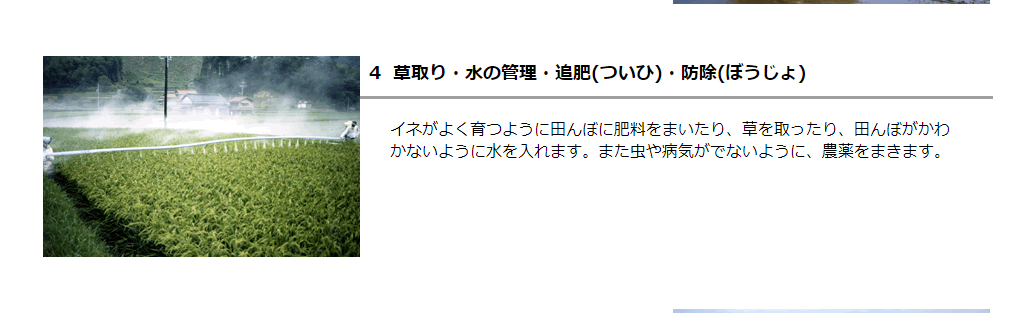 4 草取り・水の管理・追肥(ついひ)・防除(ぼうじょ)
イネがよく育つように田んぼに肥料をまいたり、草を取ったり、田んぼがかわ
かないように水を入れます。また虫や病気がでないように、農薬をまきます。